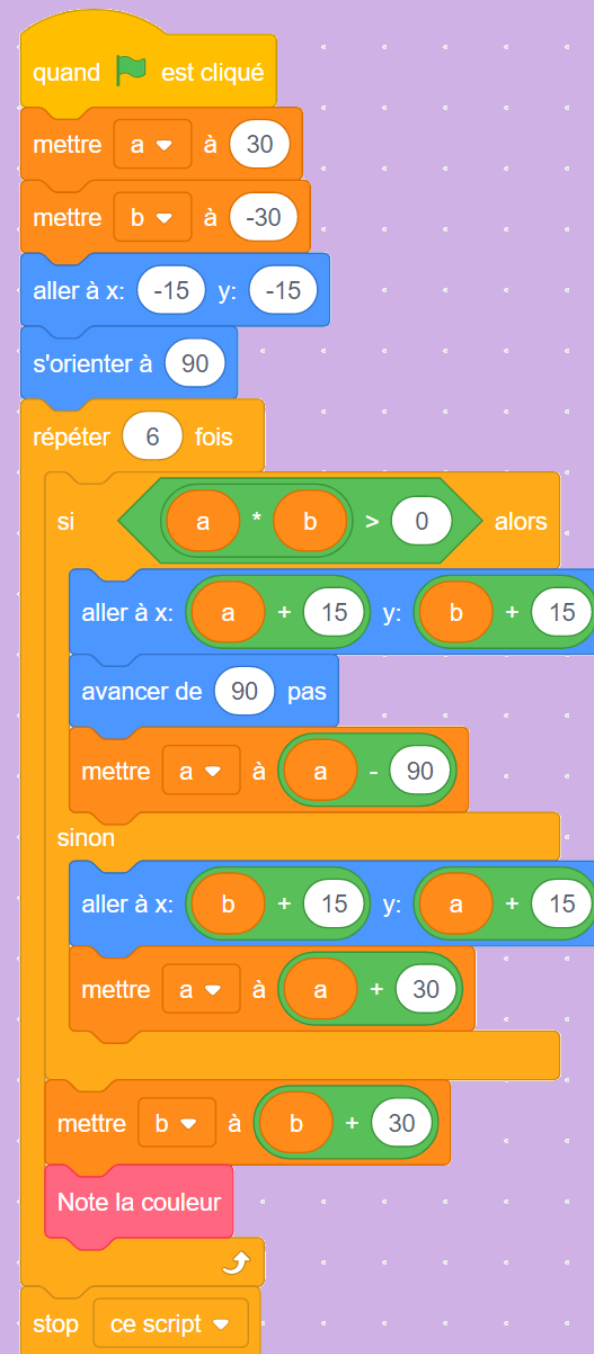 quand est cliqué
mettre a à 30
mettre b à -30
aller à x: -15 y: -15
s'orienter à 90
répéter 6 fois
si a * b > 0 alors
aller à x: a + 15 y: b + 15
avancer de 90 pas
mettre a à a - 90
sinon
aller à x: b + 15 y: a + 15
mettre a à a + 30
mettre b à b + 30
Note la couleur
stop ce script